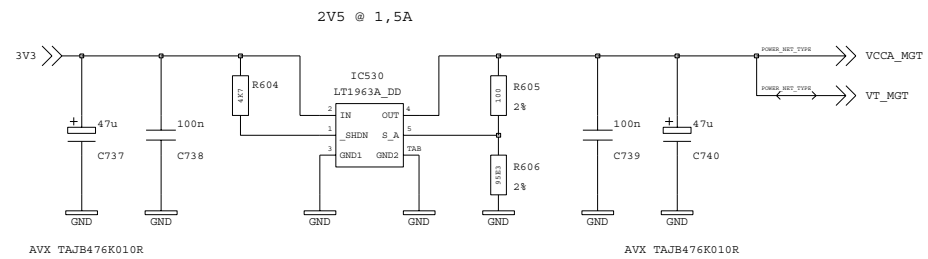 2V5 @ 1,5A
3V3
POWER_NET_TYPE
VCCA_MGT
IC530
LT1963A_DD
R604
4K7
R605
100
2%
POWER_NET_TYPE
VT_MGT
2
IN
OUT
4
+
47u
100n
1
_SHDN
S_A
5
100n
+
47u
C737
C738
3
GND1
GND2
TAB
R606
95E3
2%
C739
C740
GND
GND
GND
GND
GND
GND
GND
AVX TAJB476K010R
AVX TAJB476K010R